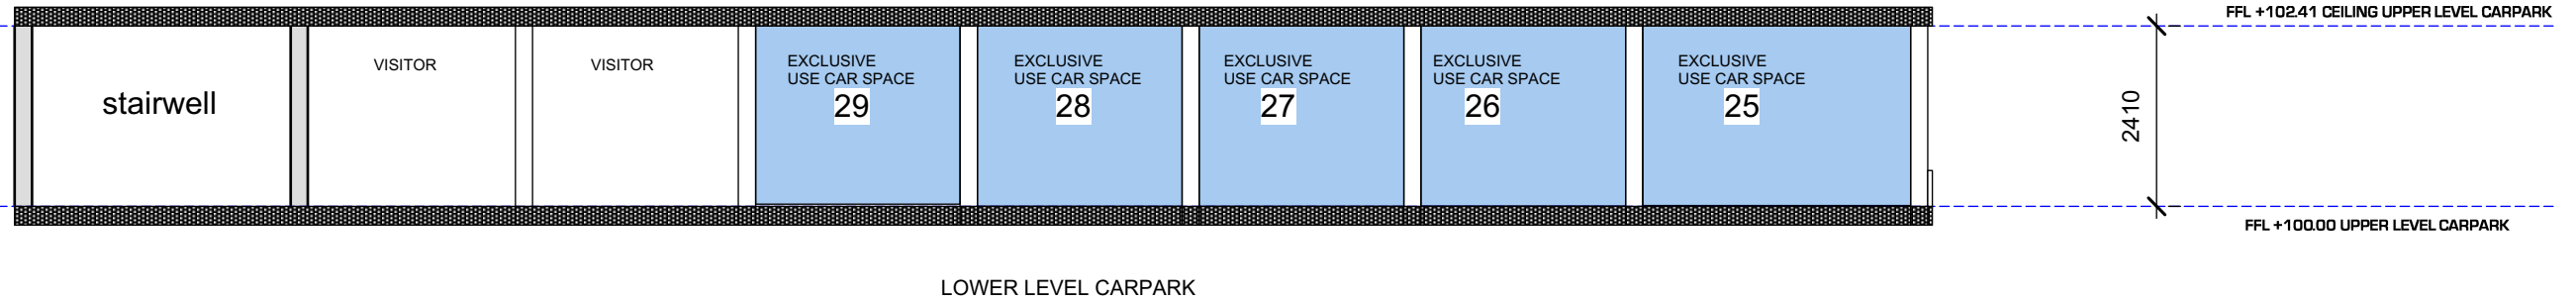 FFL +102.41 CEILING UPPER LEVEL CARPARK
stairwell
VISITOR
VISITOR
EXCLUSIVE
USE CAR SPACE
29
EXCLUSIVE
USE CAR SPACE
28
EXCLUSIVE
USE CAR SPACE
27
EXCLUSIVE
USE CAR SPACE
26
EXCLUSIVE
USE CAR SPACE
25
2410
FFL +100.00 UPPER LEVEL CARPARK
LOWER LEVEL CARPARK